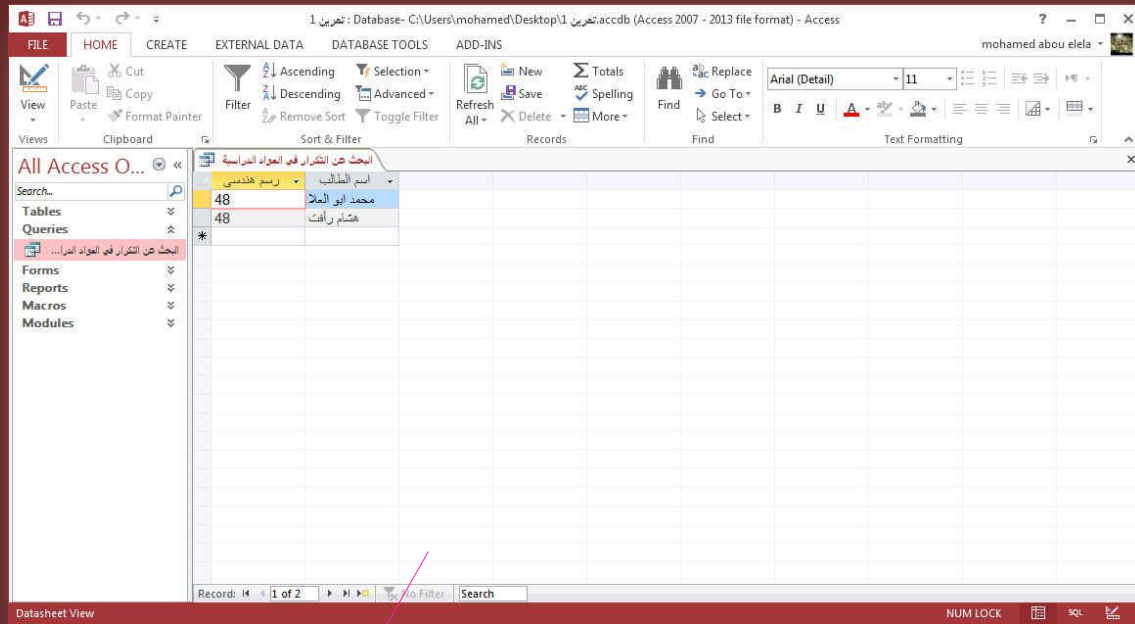 تمرين 1 : Database- C:\Users\mohamed\Desktop\تمرين 1.accdb (Access 2007 - 2013 file format) - Access
FILE HOME CREATE EXTERNAL DATA DATABASE TOOLS ADD-INS mohamed abou elela
View
Views
Paste
Cut
Copy
Format Painter
Clipboard
Filter
Ascending
Descending
Remove Sort
Selection
Advanced
Toggle Filter
Sort & Filter
Refresh All
New
Save
Delete
Totals
Spelling
More
Records
Find
Replace
Go To
Select
Find
Arial (Detail) 11
B I U A
Text Formatting
All Access O...
Search...
Tables
Queries
البحث عن التكرار في المواد الدرا...
Forms
Reports
Macros
Modules
البحث عن التكرار في المواد الدراسية
رسم هندسى اسم الطالب
48 محمد ابو العلا
48 هشام رأفت
Record: 1 of 2 No Filter Search
Datasheet View NUM LOCK SQL